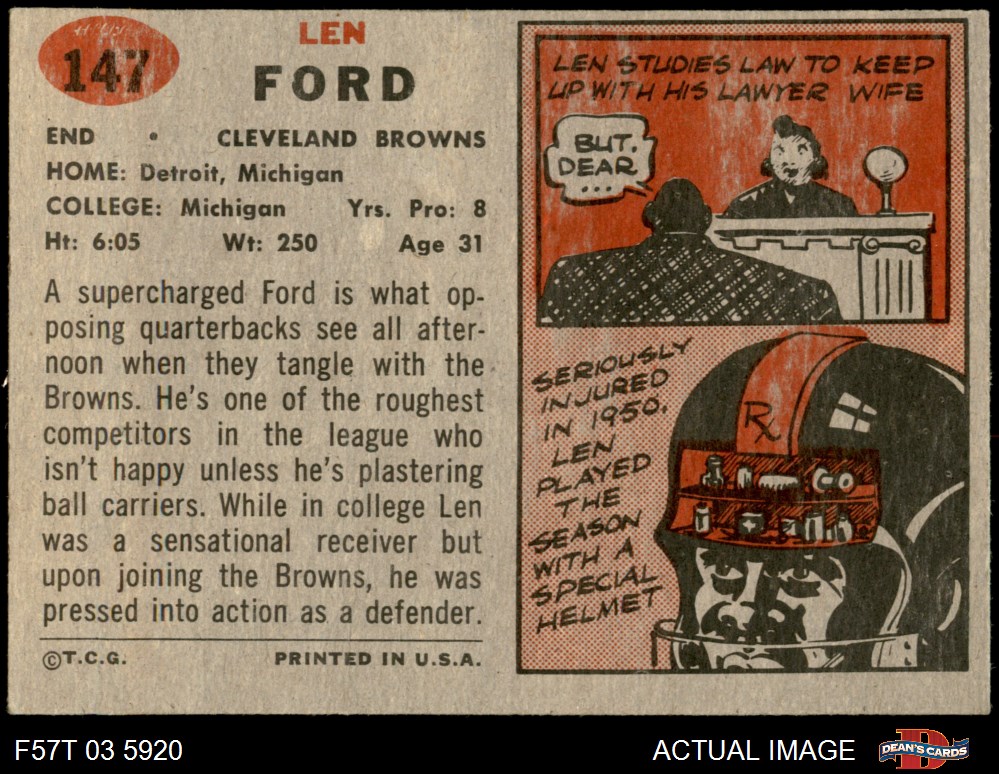 147
LEN
FORD
END • CLEVELAND BROWNS
HOME: Detroit, Michigan
COLLEGE: Michigan Yrs. Pro: 8
Ht: 6:05 Wt: 250 Age 31
A supercharged Ford is what op-
posing quarterbacks see all after-
noon when they tangle with the
Browns. He's one of the roughest
competitors in the league who
isn't happy unless he's plastering
ball carriers. While in college Len
was a sensational receiver but
upon joining the Browns, he was
pressed into action as a defender.
©T.C.G. PRINTED IN U.S.A.
LEN STUDIES LAW TO KEEP
UP WITH HIS LAWYER WIFE
BUT.
DEAR
...
SERIOUSLY
INJURED
IN 1950.
LEN
PLAYED
THE
SEASON
WITH A
SPECIAL
HELMET
Rx
F57T 03 5920 ACTUAL IMAGE DEAN'S CARDS